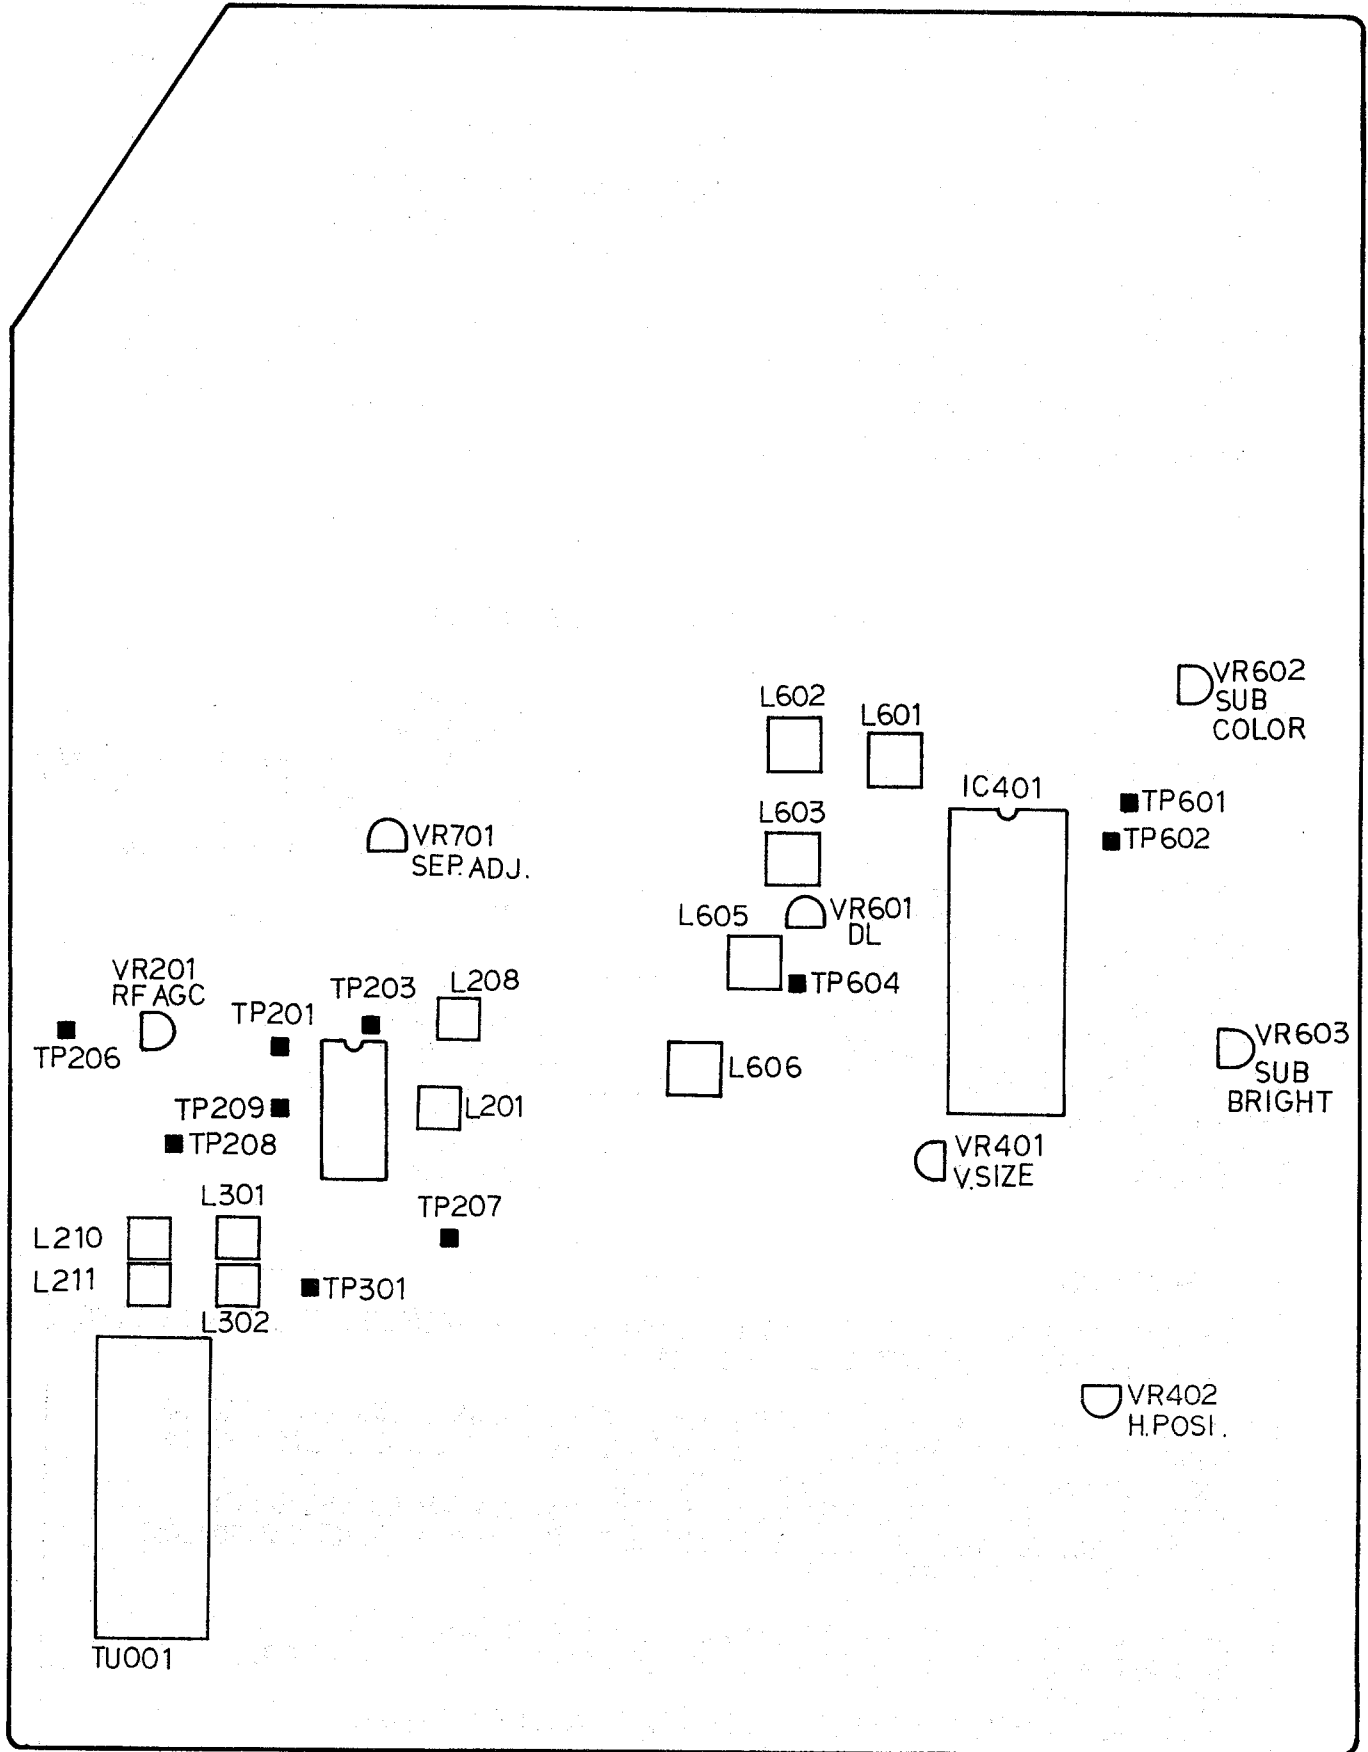 VR602
SUB
COLOR
L602
L601
IC401
TP601
TP602
L603
VR701
SEP.ADJ.
L605
VR601
DL
TP604
VR201
RF AGC
TP203
L208
TP201
TP206
VR603
SUB
BRIGHT
L606
TP209
L201
TP208
VR401
V.SIZE
L301
TP207
L210
L211
TP301
L302
VR402
H.POSI.
TU001